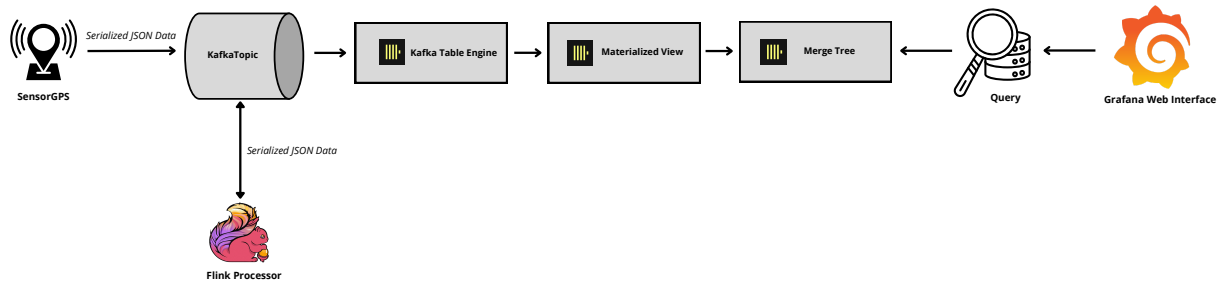 Serialized JSON Data
KafkaTopic
Kafka Table Engine
Materialized View
Merge Tree
SensorGPS
Query
Grafana Web Interface
Serialized JSON Data
Flink Processor